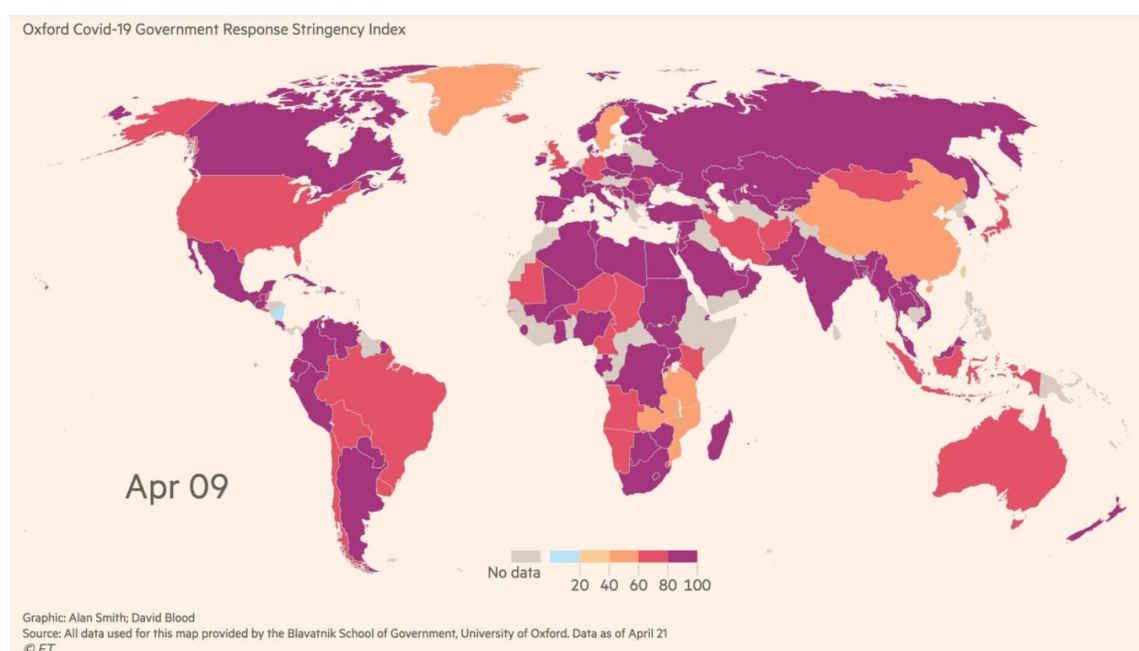 Oxford Covid-19 Government Response Stringency Index
Apr 09
No data
20 40 60 80 100
Graphic: Alan Smith; David Blood
Source: All data used for this map provided by the Blavatnik School of Government, University of Oxford. Data as of April 21
© FT